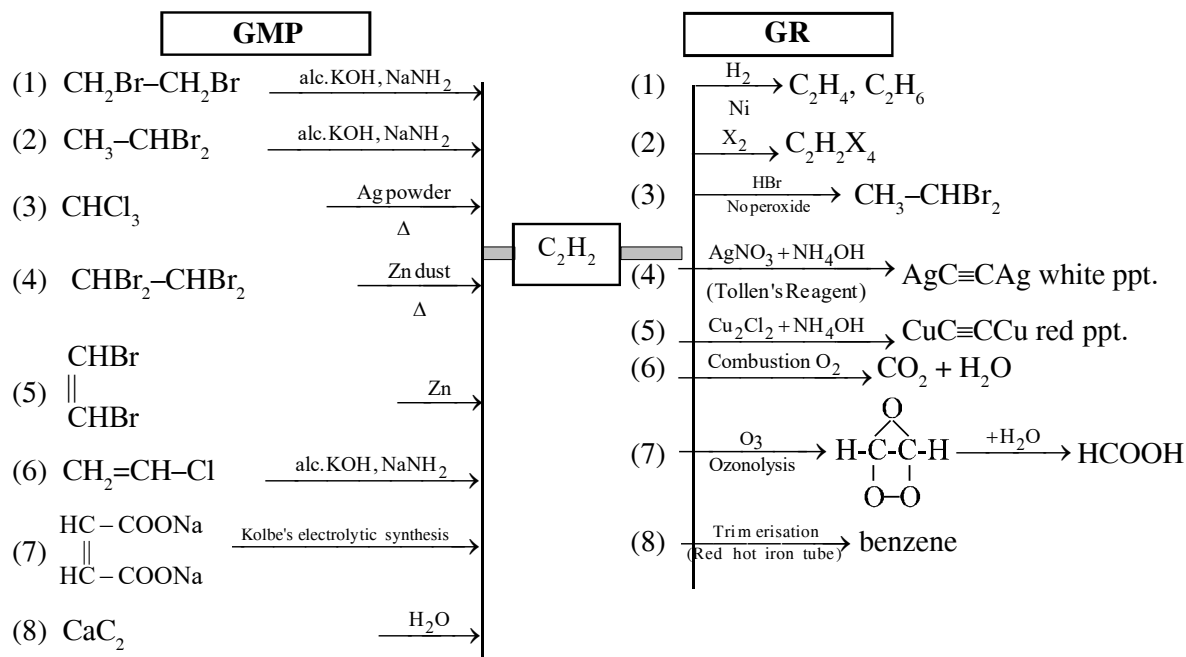 GMP
(1) CH₂Br–CH₂Br alc.KOH, NaNH₂
(2) CH₃–CHBr₂ alc.KOH, NaNH₂
(3) CHCl₃ Ag powder Δ
(4) CHBr₂–CHBr₂ Zn dust Δ
(5) CHBr
||
CHBr
Zn
(6) CH₂=CH–Cl alc.KOH, NaNH₂
(7) HC – COONa
||
HC – COONa
Kolbe's electrolytic synthesis
(8) CaC₂ H₂O
C₂H₂
GR
(1) H₂ Ni C₂H₄, C₂H₆
(2) X₂ C₂H₂X₄
(3) HBr No peroxide CH₃–CHBr₂
(4) AgNO₃ + NH₄OH (Tollen's Reagent) AgC≡CAg white ppt.
(5) Cu₂Cl₂ + NH₄OH CuC≡CCu red ppt.
(6) Combustion O₂ CO₂ + H₂O
(7) O₃ Ozonolysis
O
H-C-C-H
O-O
+H₂O HCOOH
(8) Trimerisation (Red hot iron tube) benzene